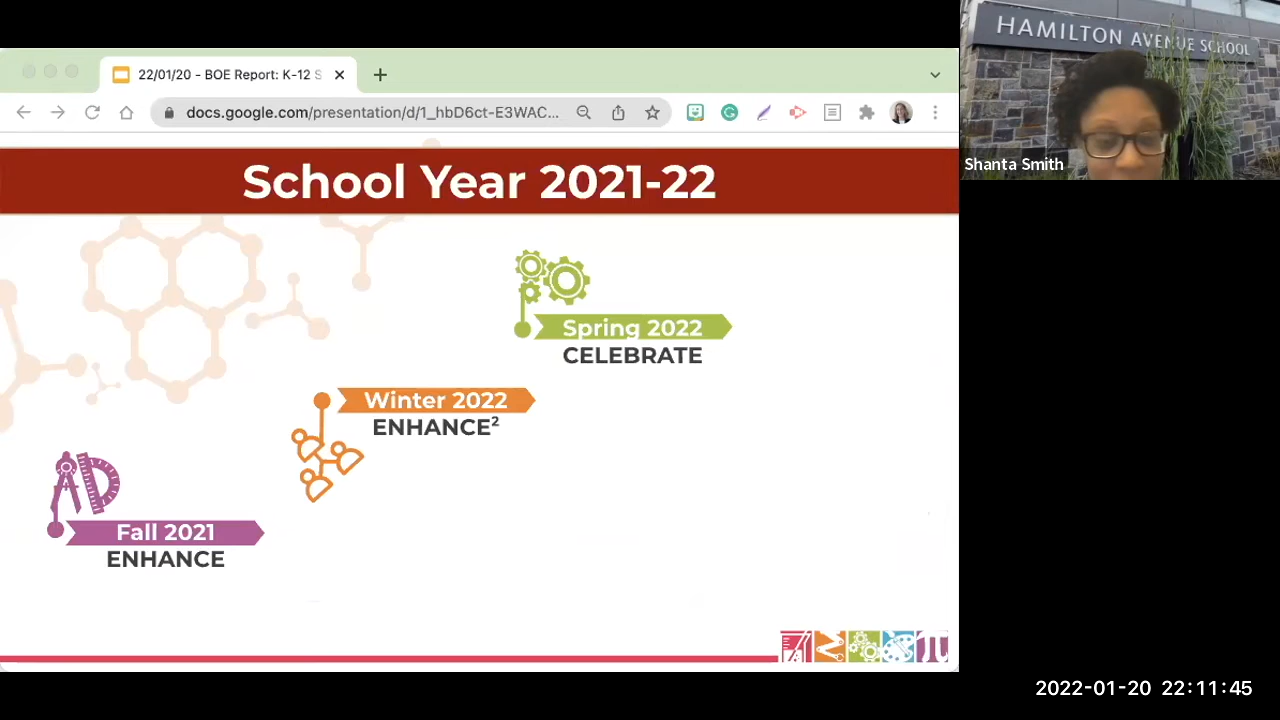 22/01/20 - BOE Report: K-12 S
docs.google.com/presentation/d/1_hbD6ct-E3WAC...
School Year 2021-22
Spring 2022
CELEBRATE
Winter 2022
ENHANCE²
Fall 2021
ENHANCE
HAMILTON AVENUE SCHOOL
Shanta Smith
2022-01-20 22:11:45